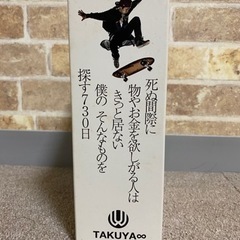 死ぬ間際に
物やお金を欲しがる人は
きっと居ない
僕の そんなものを
探す730日
TAKUYA∞